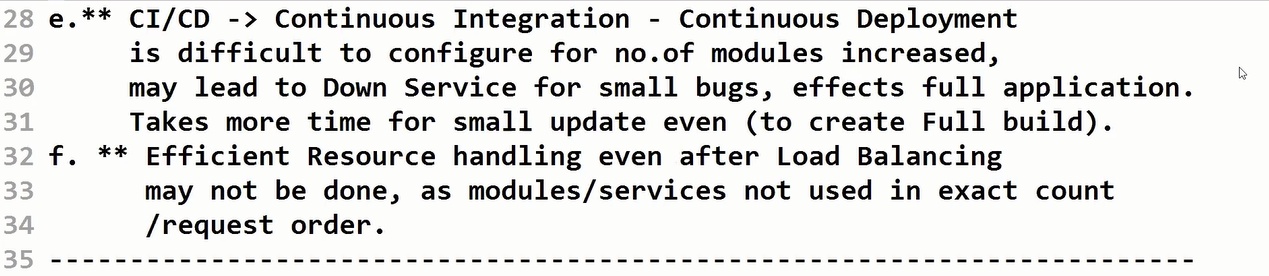 28 e.** CI/CD -> Continuous Integration - Continuous Deployment
29 is difficult to configure for no.of modules increased,
30 may lead to Down Service for small bugs, effects full application.
31 Takes more time for small update even (to create Full build).
32 f. ** Efficient Resource handling even after Load Balancing
33 may not be done, as modules/services not used in exact count
34 /request order.
35 -----------------------------------------------------------------------